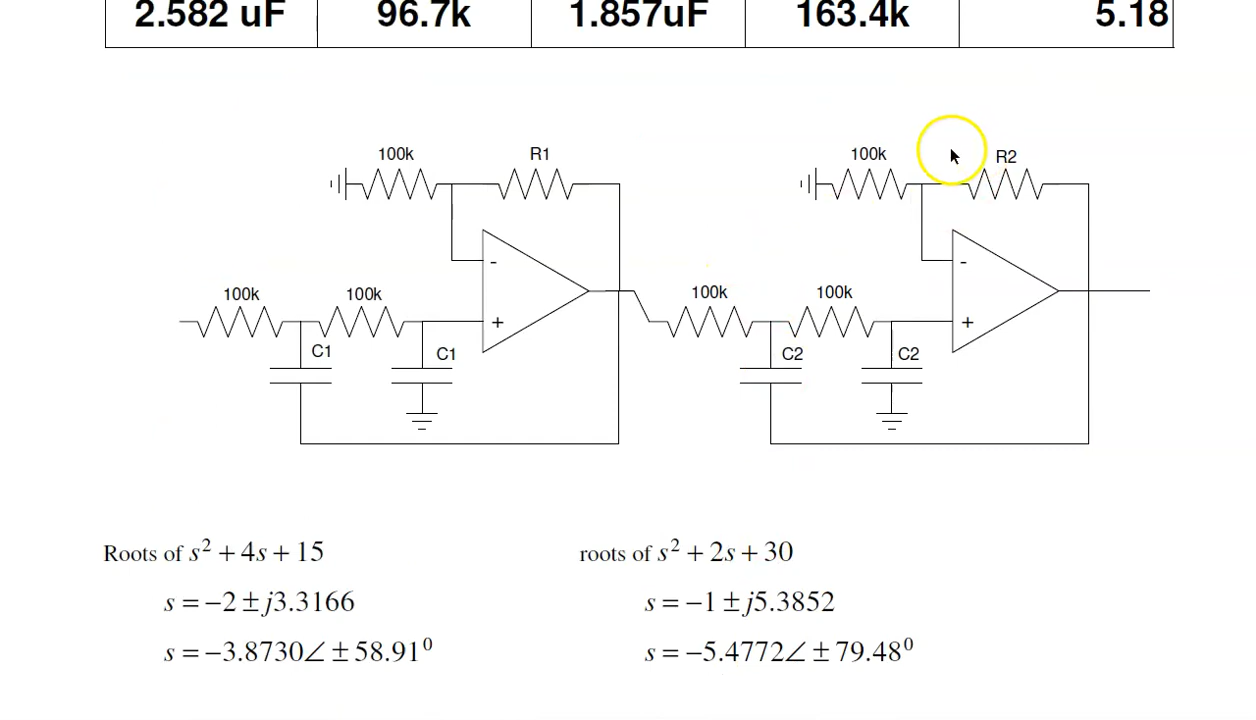 2.582 uF 96.7k 1.857uF 163.4k 5.18
100k R1 100k R2
- -
100k 100k 100k 100k
+ +
C1 C1 C2 C2
Roots of s² + 4s + 15 roots of s² + 2s + 30
s = −2 ± j3.3166 s = −1 ± j5.3852
s = −3.8730∠ ± 58.91⁰ s = −5.4772∠ ± 79.48⁰